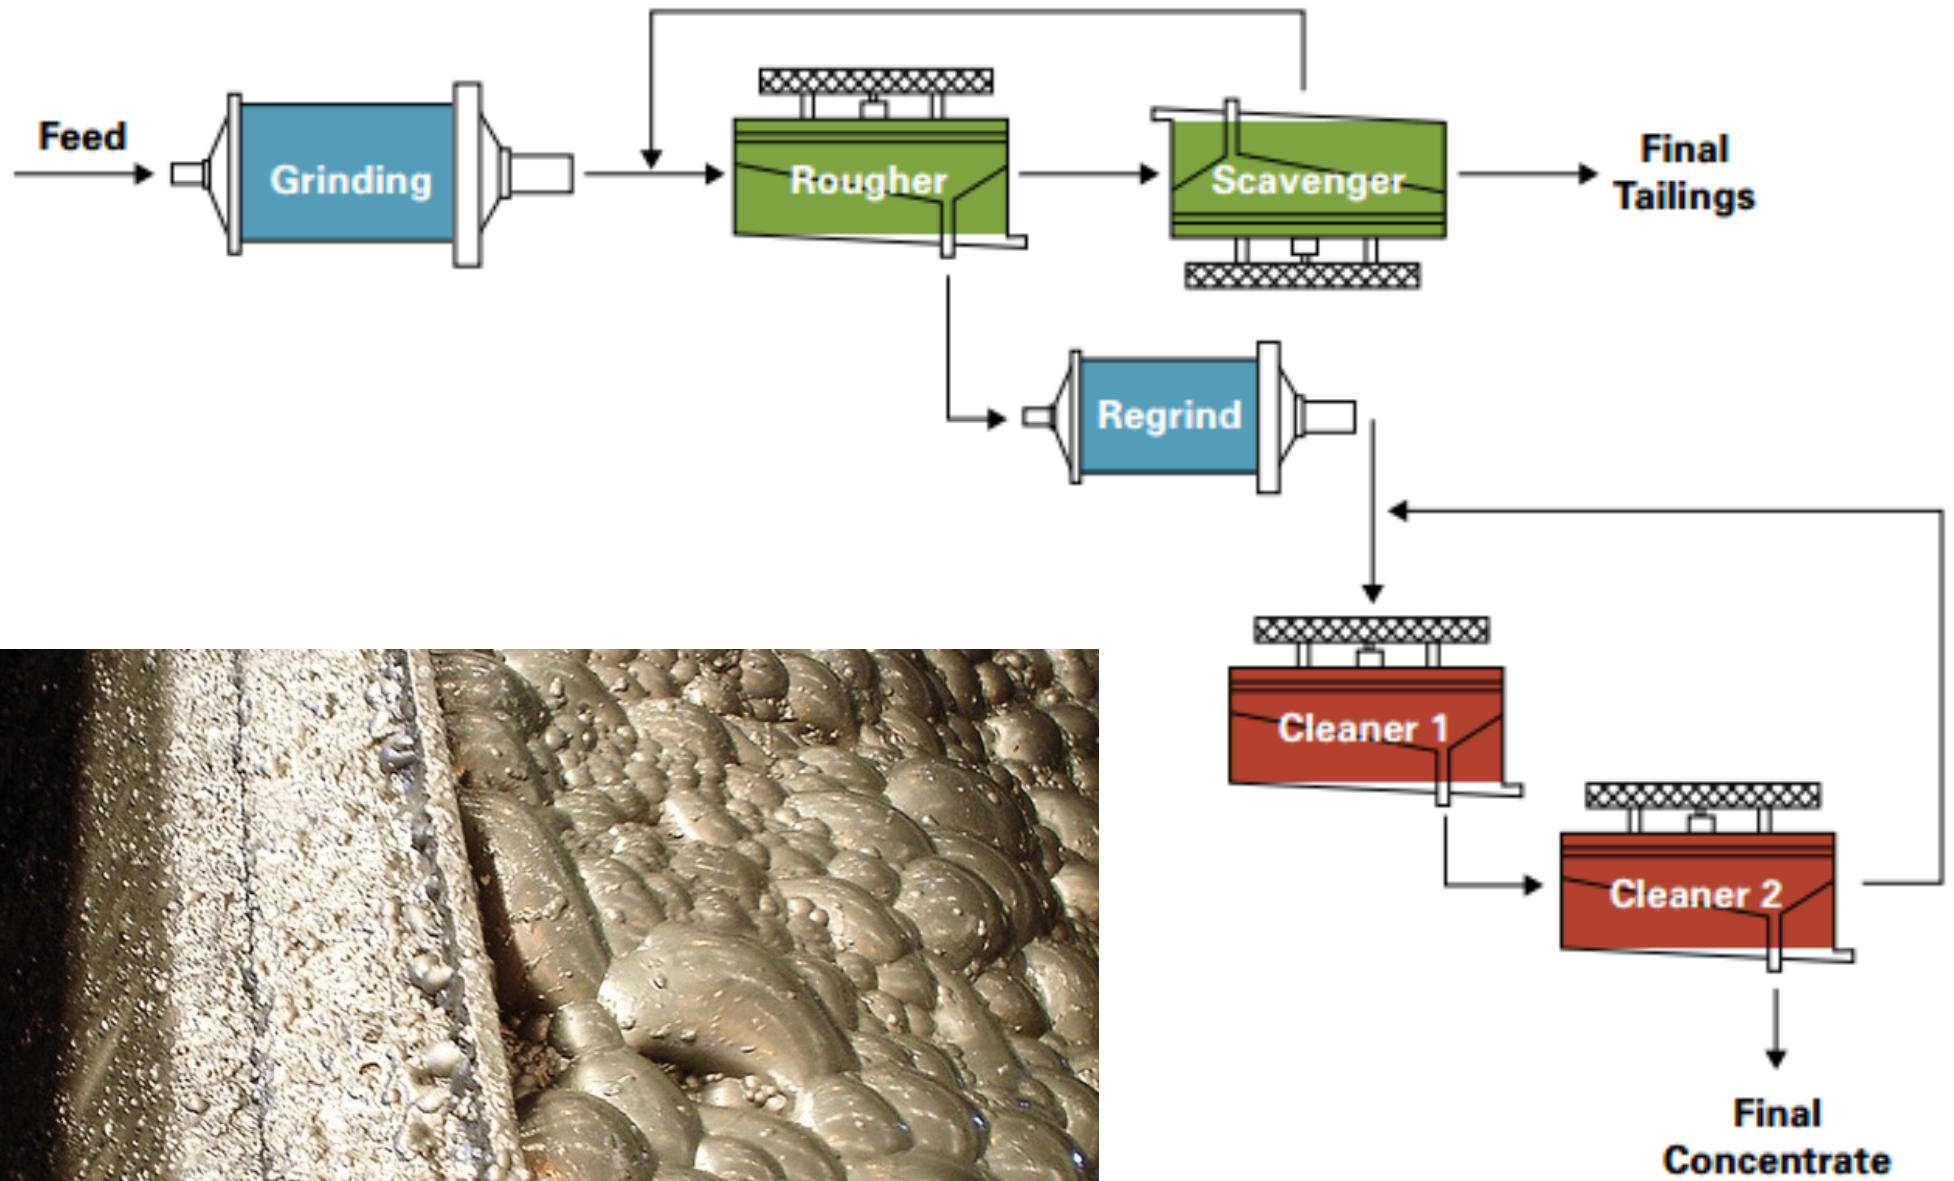 Feed
Grinding
Rougher
Scavenger
Final
Tailings
Regrind
Cleaner 1
Cleaner 2
Final
Concentrate